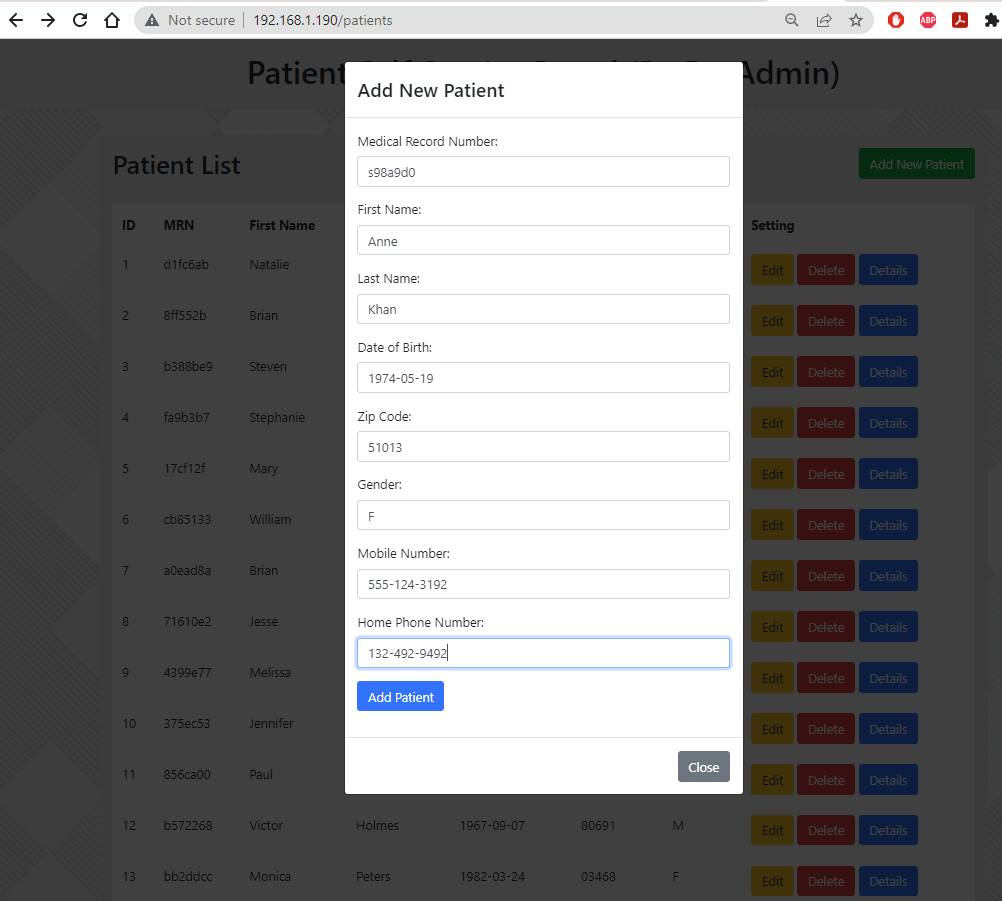 Not secure | 192.168.1.190/patients
ABP
Patient Admin)
Add New Patient
Medical Record Number:
s98a9d0
First Name:
Anne
Last Name:
Khan
Date of Birth:
1974-05-19
Zip Code:
51013
Gender:
F
Mobile Number:
555-124-3192
Home Phone Number:
132-492-9492
Add Patient
Close
Patient List
Add New Patient
ID MRN First Name Setting
1 d1fc6ab Natalie Edit Delete Details
2 8ff552b Brian Edit Delete Details
3 b388be9 Steven Edit Delete Details
4 fa9b3b7 Stephanie Edit Delete Details
5 17cf12f Mary Edit Delete Details
6 cb85133 William Edit Delete Details
7 a0ead8a Brian Edit Delete Details
8 71610e2 Jesse Edit Delete Details
9 4399e77 Melissa Edit Delete Details
10 375ec53 Jennifer Edit Delete Details
11 856ca00 Paul Edit Delete Details
12 b572268 Victor Holmes 1967-09-07 80691 M Edit Delete Details
13 bb2ddcc Monica Peters 1982-03-24 03468 F Edit Delete Details